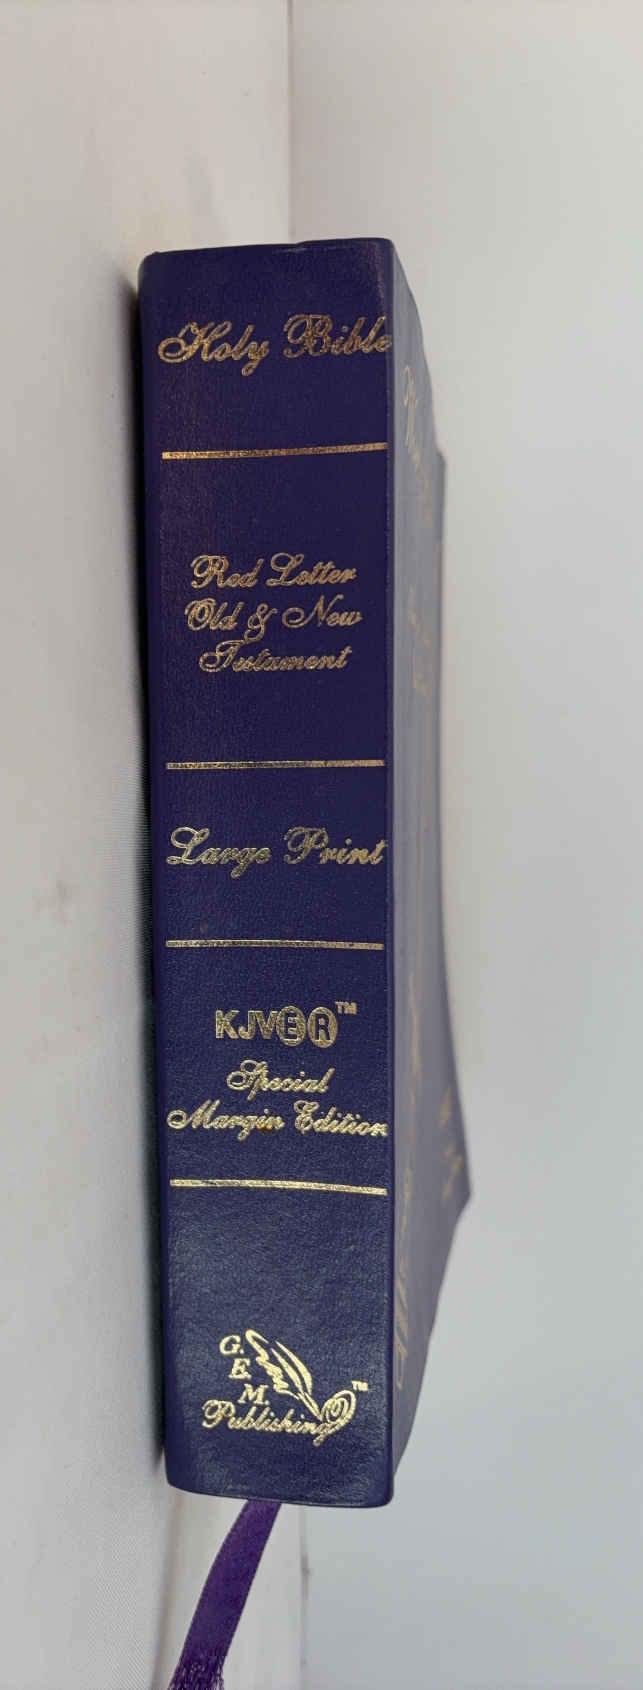 Holy Bible
Red Letter
Old & New
Testament
Large Print
KJVER™
Special
Margin Edition
G.
E.
M.
Publishing™